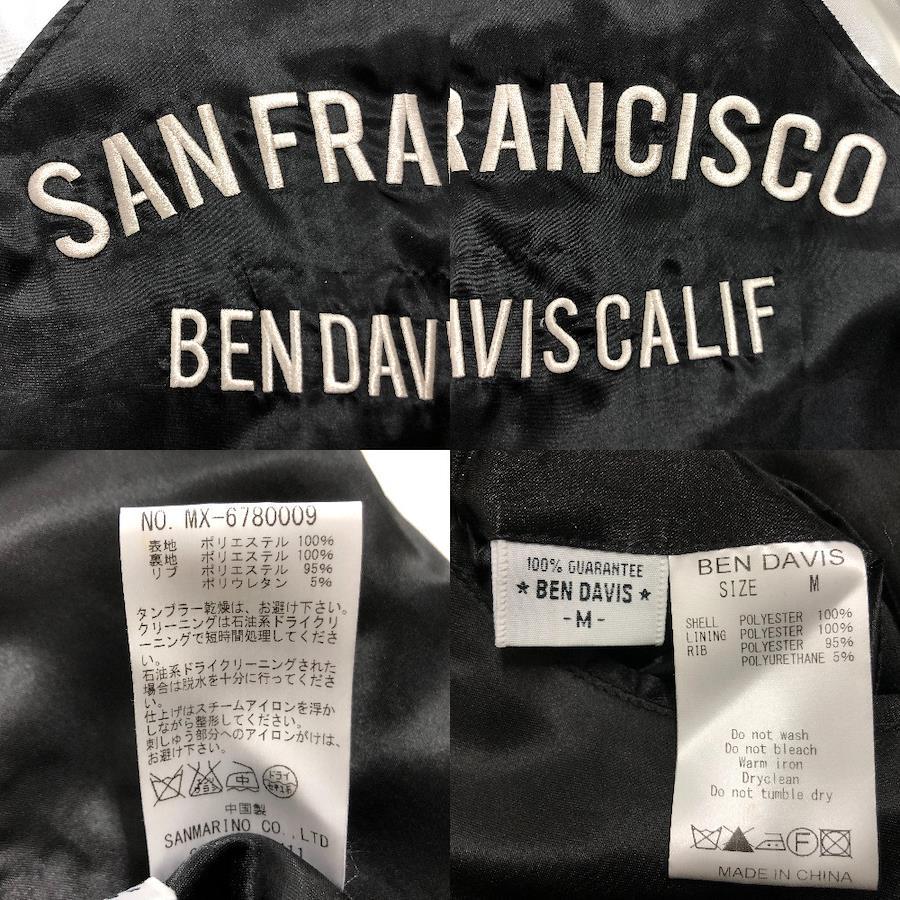 SAN FRA
RANCISCO
BEN DAVI
IVIS CALIF
NO. MX-6780009
表地 ポリエステル 100%
裏地 ポリエステル 100%
リブ ポリエステル 95%
ポリウレタン 5%
タンブラー乾燥は、お避け下さい。
クリーニングは石油系ドライクリ
ーニングで短時間処理してくださ
い。
石油系ドライクリーニングされた
場合は脱水を十分に行ってくださ
い。
仕上げはスチームアイロンを浮か
しながら整形してください。
刺しゅう部分へのアイロンがけは、
お避け下さい。
ドライ
セキユ系
中国製
SANMARINO CO.,LTD
100% GUARANTEE
★ BEN DAVIS ★
-M-
BEN DAVIS
SIZE M
SHELL POLYESTER 100%
LINING POLYESTER 100%
RIB POLYESTER 95%
POLYURETHANE 5%
Do not wash
Do not bleach
Warm iron
Dryclean
Do not tumble dry
F
MADE IN CHINA